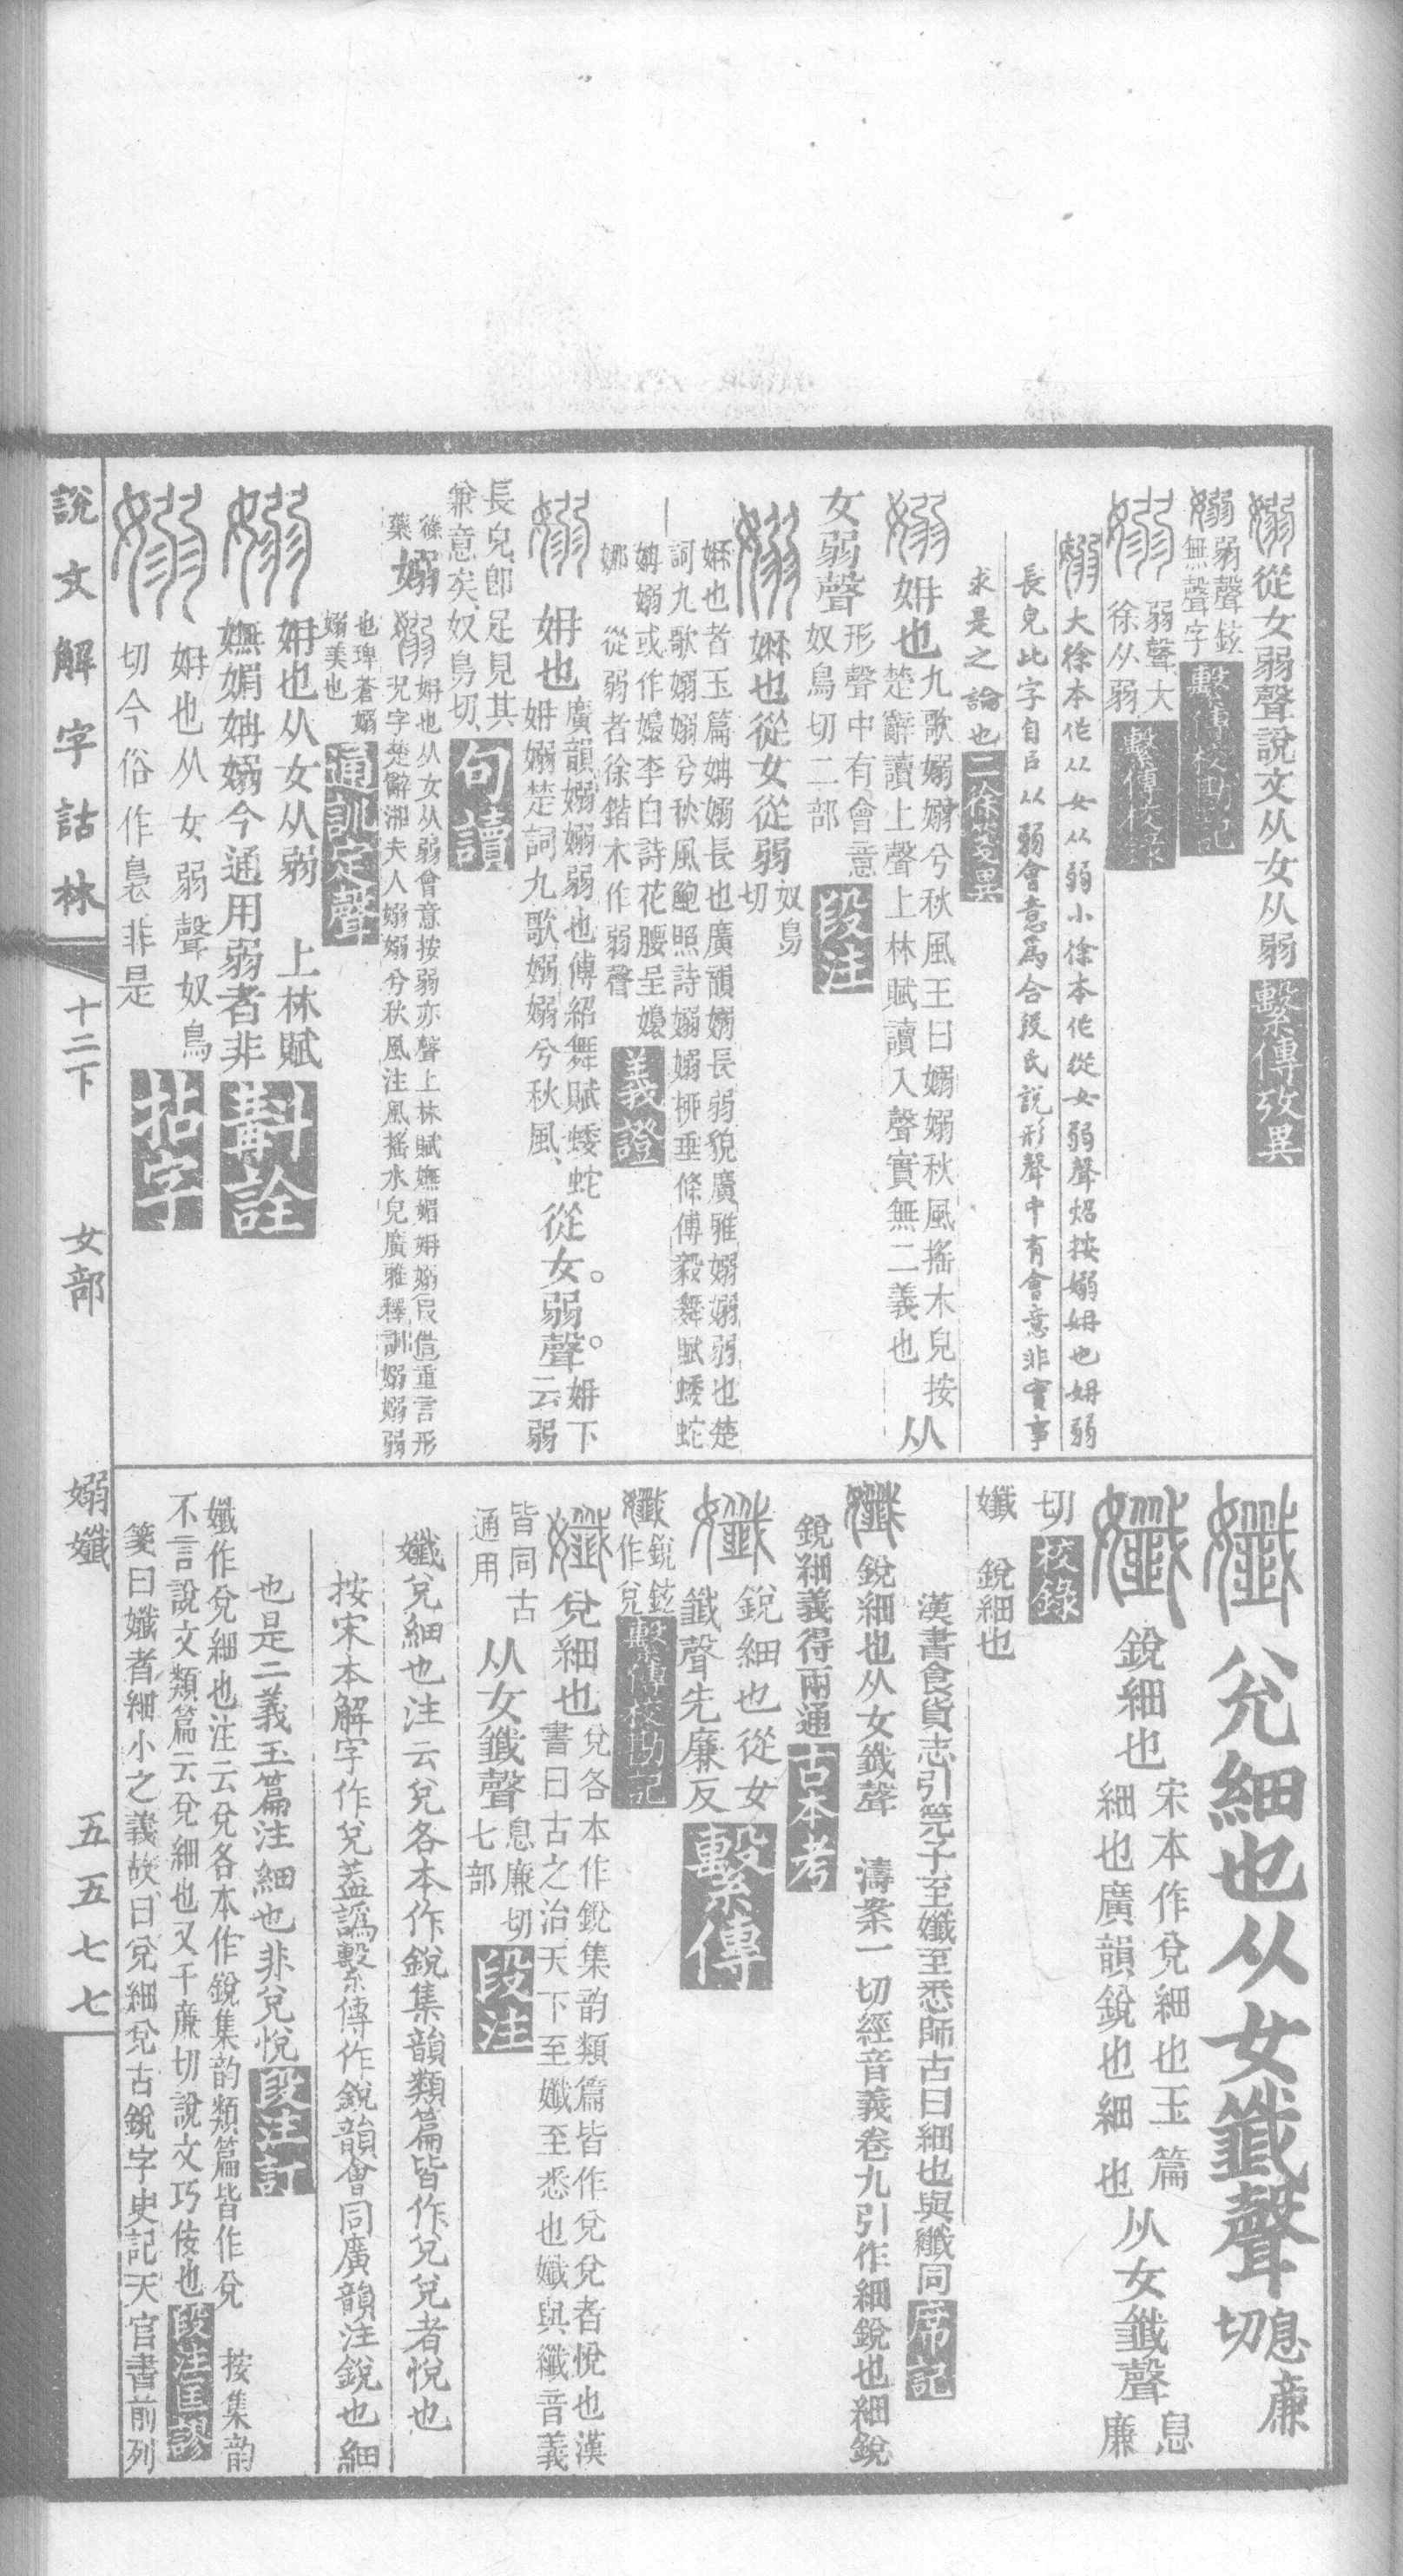 嫋從女弱聲說文从女从弱繫傳攷異
嫋弱聲鉉
無聲字繫傳校勘記
嫋弱聲大
徐从弱繫傳校錄
嫋大徐本作从女从弱小徐本作從女弱聲炤按嫋姌也姌弱
長皃此字自㠯从弱會意爲合段氏說形聲中有會意非實事
求是之論也二徐箋異
嫋姌也九歌嫋嫋兮秋風王曰嫋嫋秋風搖木皃按
楚辭讀上聲上林賦讀入聲實無二義也从
女弱聲形聲中有會意
奴鳥切二部段注
嫋㜸也從女從弱奴鳥
切
㜸也者玉篇姌嫋長也廣韻嫋長弱貌廣雅嫋嫋弱也楚
詞九歌嫋嫋兮秋風鮑照詩嫋嫋柳垂條傅毅舞賦蜲蛇
姌嫋或作嬝李白詩花腰呈嬝
娜從弱者徐鍇本作弱聲義證
嫋姌也廣韻嫋嫋弱也傅紹舞賦蜲蛇
姌嫋楚詞九歌嫋嫋兮秋風、從女。弱聲。姌下
云弱
長皃卽足見其
兼意矣、奴鳥切、句讀
嫋嫋姌也从女从弱會意按弱亦聲上林賦嫵媚姌嫋叚借重言形
況字楚辭湘夫人嫋嫋兮秋風注風搖木皃廣雅釋訓嫋嫋弱
也埤蒼嫋
嫋美也通訓定聲
嫋姌也从女从弱 上林賦
嫵媚姌嫋今通用弱者非斠詮
嫋姌也从女弱聲奴鳥
切今俗作裊非是拈字
孅兊細也从女韱聲息廉
切
孅銳細也宋本作兊細也玉篇
細也廣韻銳也細也从女韱聲息
廉
切校錄
孅 銳細也
漢書食貨志引筦子至孅至悉師古曰細也與纖同席記
孅銳細也从女韱聲 濤案一切經音義卷九引作細銳也細銳
銳細義得兩通古本考
孅銳細也從女
韱聲先廉反繫傳
孅銳鉉
作兊繫傳校勘記
孅兊細也兊各本作銳集韵類篇皆作兊兊者悅也漢
書曰古之治天下至孅至悉也孅與纖音義
皆同古
通用从女韱聲息廉切
七部段注
孅兊細也注云兊各本作銳集韻類篇皆作兊兊者悅也
按宋本解字作兊蓋譌繫傳作銳韻會同廣韻注銳也細
也是二義玉篇注細也非兊悅段注訂
孅作兊細也注云兊各本作銳集韵類篇皆作兊 按集韵
不言說文類篇云兊細也又千廉切說文巧佞也段注匡謬
箋曰孅者細小之義故曰兊細兊古銳字史記天官書前列
說文解字詁林 十二下 女部 嫋孅 五五七七